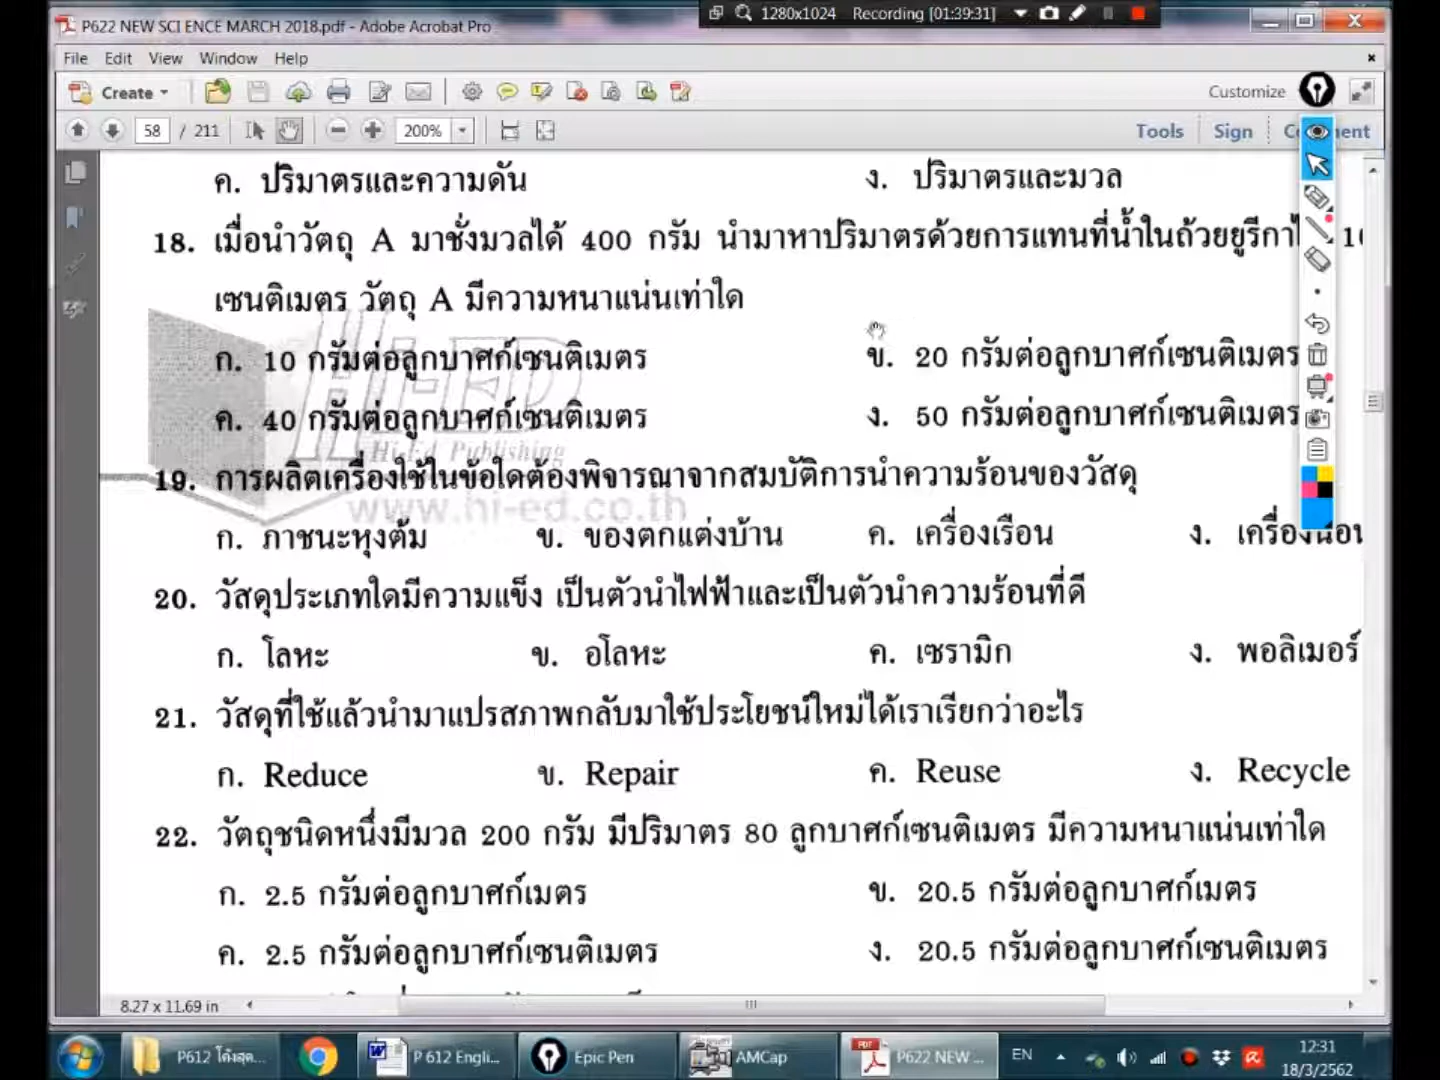 P622 NEW SCI ENCE MARCH 2018.pdf - Adobe Acrobat Pro
1280x1024 Recording [01:39:31]
File Edit View Window Help
Create
Customize
58 / 211
200%
Tools Sign
ค. ปริมาตรและความดัน ง. ปริมาตรและมวล
18. เมื่อนำวัตถุ A มาชั่งมวลได้ 400 กรัม นำมาหาปริมาตรด้วยการแทนที่น้ำในถ้วยยูรีกา
เซนติเมตร วัตถุ A มีความหนาแน่นเท่าใด
ก. 10 กรัมต่อลูกบาศก์เซนติเมตร ข. 20 กรัมต่อลูกบาศก์เซนติเมตร
ค. 40 กรัมต่อลูกบาศก์เซนติเมตร ง. 50 กรัมต่อลูกบาศก์เซนติเมตร
Hi-ED
Hi-Ed Publishing
19. การผลิตเครื่องใช้ในข้อใดต้องพิจารณาจากสมบัติการนำความร้อนของวัสดุ
www.hi-ed.co.th
ก. ภาชนะหุงต้ม ข. ของตกแต่งบ้าน ค. เครื่องเรือน ง.
20. วัสดุประเภทใดมีความแข็ง เป็นตัวนำไฟฟ้าและเป็นตัวนำความร้อนที่ดี
ก. โลหะ ข. อโลหะ ค. เซรามิก ง. พอลิเมอร์
21. วัสดุที่ใช้แล้วนำมาแปรสภาพกลับมาใช้ประโยชน์ใหม่ได้เราเรียกว่าอะไร
ก. Reduce ข. Repair ค. Reuse ง. Recycle
22. วัตถุชนิดหนึ่งมีมวล 200 กรัม มีปริมาตร 80 ลูกบาศก์เซนติเมตร มีความหนาแน่นเท่าใด
ก. 2.5 กรัมต่อลูกบาศก์เมตร ข. 20.5 กรัมต่อลูกบาศก์เมตร
ค. 2.5 กรัมต่อลูกบาศก์เซนติเมตร ง. 20.5 กรัมต่อลูกบาศก์เซนติเมตร
8.27 x 11.69 in
P612 โค้งสุด... P 612 Engli... Epic Pen AMCap P622 NEW ... EN 12:31
18/3/2562